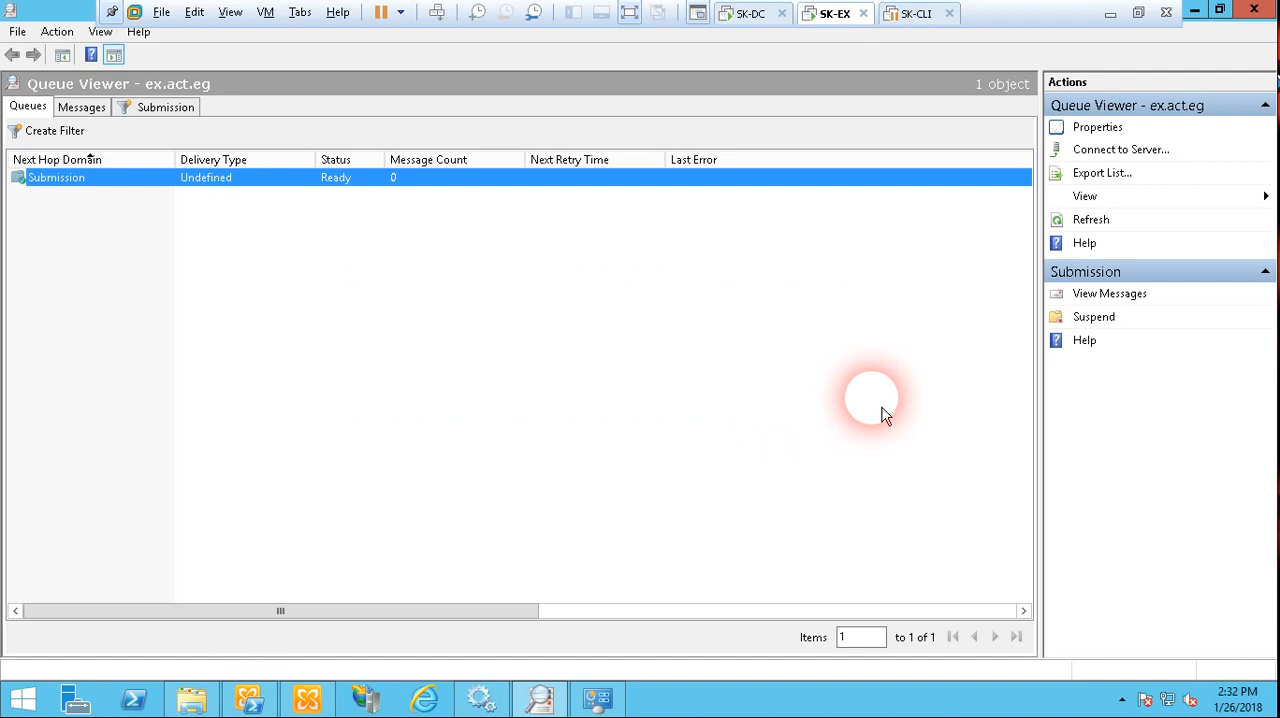 File Edit View VM Tabs Help SK-DC SK-EX SK-CLI
File Action View Help
Queue Viewer - ex.act.eg 1 object
Queues Messages Submission
Create Filter
Next Hop Domain Delivery Type Status Message Count Next Retry Time Last Error
Submission Undefined Ready 0
Items 1 to 1 of 1
Actions
Queue Viewer - ex.act.eg
Properties
Connect to Server...
Export List...
View
Refresh
Help
Submission
View Messages
Suspend
Help
2:32 PM
1/26/2018